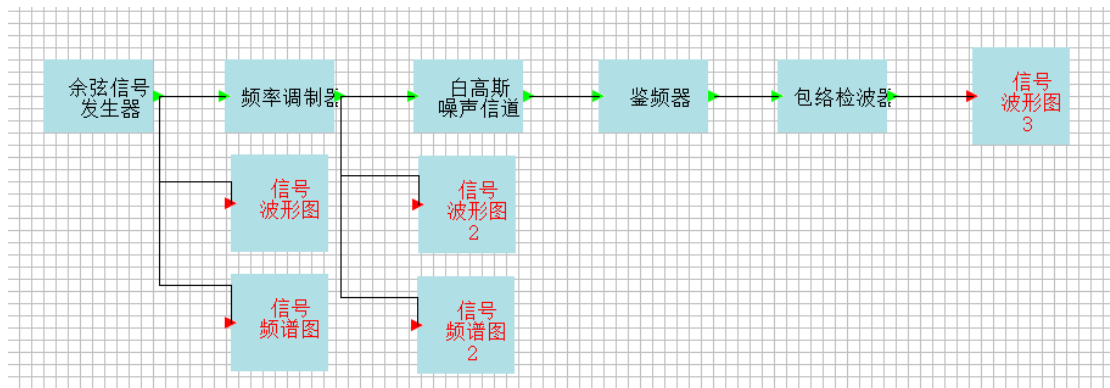 余弦信号
发生器
频率调制器
白高斯
噪声信道
鉴频器
包络检波器
信号
波形图
3
信号
波形图
信号
波形图
2
信号
频谱图
信号
频谱图
2